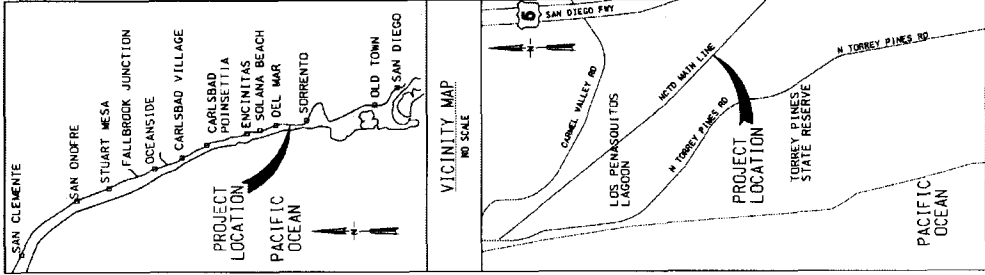 SAN CLEMENTE
SAN ONOFRE
STUART MESA
FALLBROOK JUNCTION
OCEANSIDE
CARLSBAD VILLAGE
CARLSBAD
POINSETTIA
ENCINITAS
SOLANA BEACH
DEL MAR
SORRENTO
OLD TOWN
SAN DIEGO
PROJECT
LOCATION
PACIFIC
OCEAN
N
VICINITY MAP
NO SCALE
5
SAN DIEGO FWY
N
CARMEL VALLEY RD
NCTD MAIN LINE
N TORREY PINES RD
LOS PENASQUITOS
LAGOON
N TORREY PINES RD
PROJECT
LOCATION
TORREY PINES
STATE RESERVE
PACIFIC
OCEAN